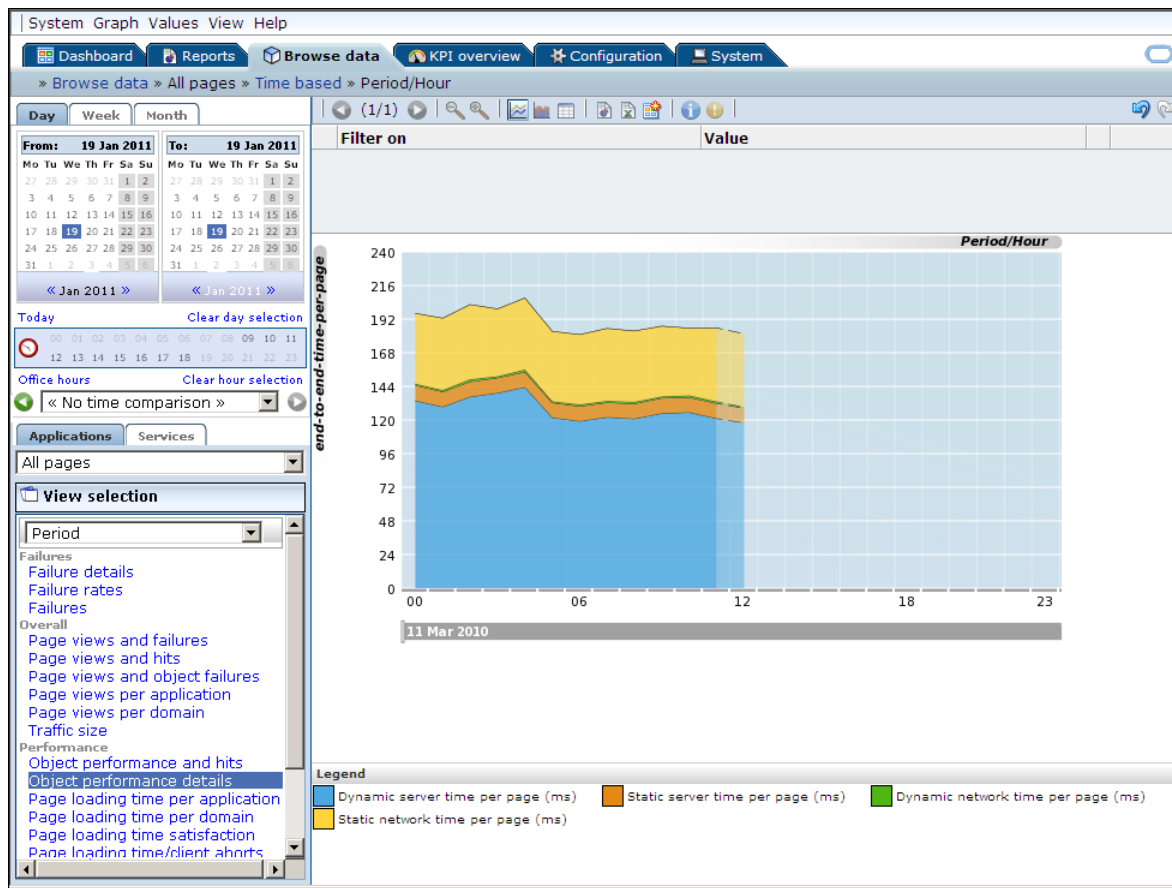 System Graph Values View Help
Dashboard Reports Browse data KPI overview Configuration System
» Browse data » All pages » Time based » Period/Hour
Day Week Month
(1/1)
Filter on Value
From: 19 Jan 2011 To: 19 Jan 2011
Mo Tu We Th Fr Sa Su Mo Tu We Th Fr Sa Su
27 28 29 30 31 1 2 27 28 29 30 31 1 2
3 4 5 6 7 8 9 3 4 5 6 7 8 9
10 11 12 13 14 15 16 10 11 12 13 14 15 16
17 18 19 20 21 22 23 17 18 19 20 21 22 23
24 25 26 27 28 29 30 24 25 26 27 28 29 30
31 1 2 3 4 5 6 31 1 2 3 4 5 6
« Jan 2011 » « Jan 2011 »
Today Clear day selection
00 01 02 03 04 05 06 07 08 09 10 11
12 13 14 15 16 17 18 19 20 21 22 23
Office hours Clear hour selection
« No time comparison »
Applications Services
All pages
View selection
Period
Failures
Failure details
Failure rates
Failures
Overall
Page views and failures
Page views and hits
Page views and object failures
Page views per application
Page views per domain
Traffic size
Performance
Object performance and hits
Object performance details
Page loading time per application
Page loading time per domain
Page loading time satisfaction
Page loading time/client aborts
Period/Hour
end-to-end-time-per-page
240
216
192
168
144
120
96
72
48
24
0
00 06 12 18 23
11 Mar 2010
Legend
Dynamic server time per page (ms) Static server time per page (ms) Dynamic network time per page (ms)
Static network time per page (ms)